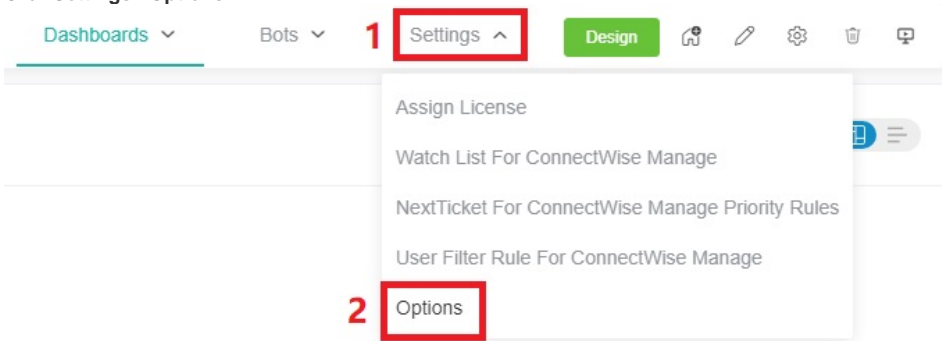 Dashboards
Bots
1
Settings
Design
Assign License
Watch List For ConnectWise Manage
NextTicket For ConnectWise Manage Priority Rules
User Filter Rule For ConnectWise Manage
2
Options